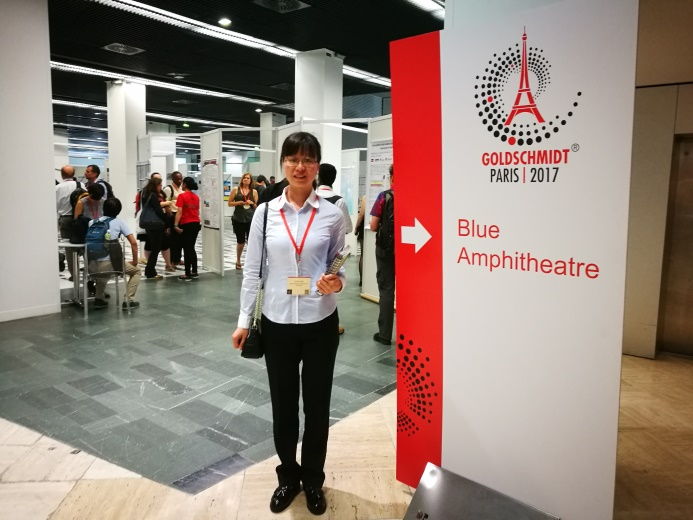 GOLDSCHMIDT®
PARIS | 2017
Blue
Amphitheatre